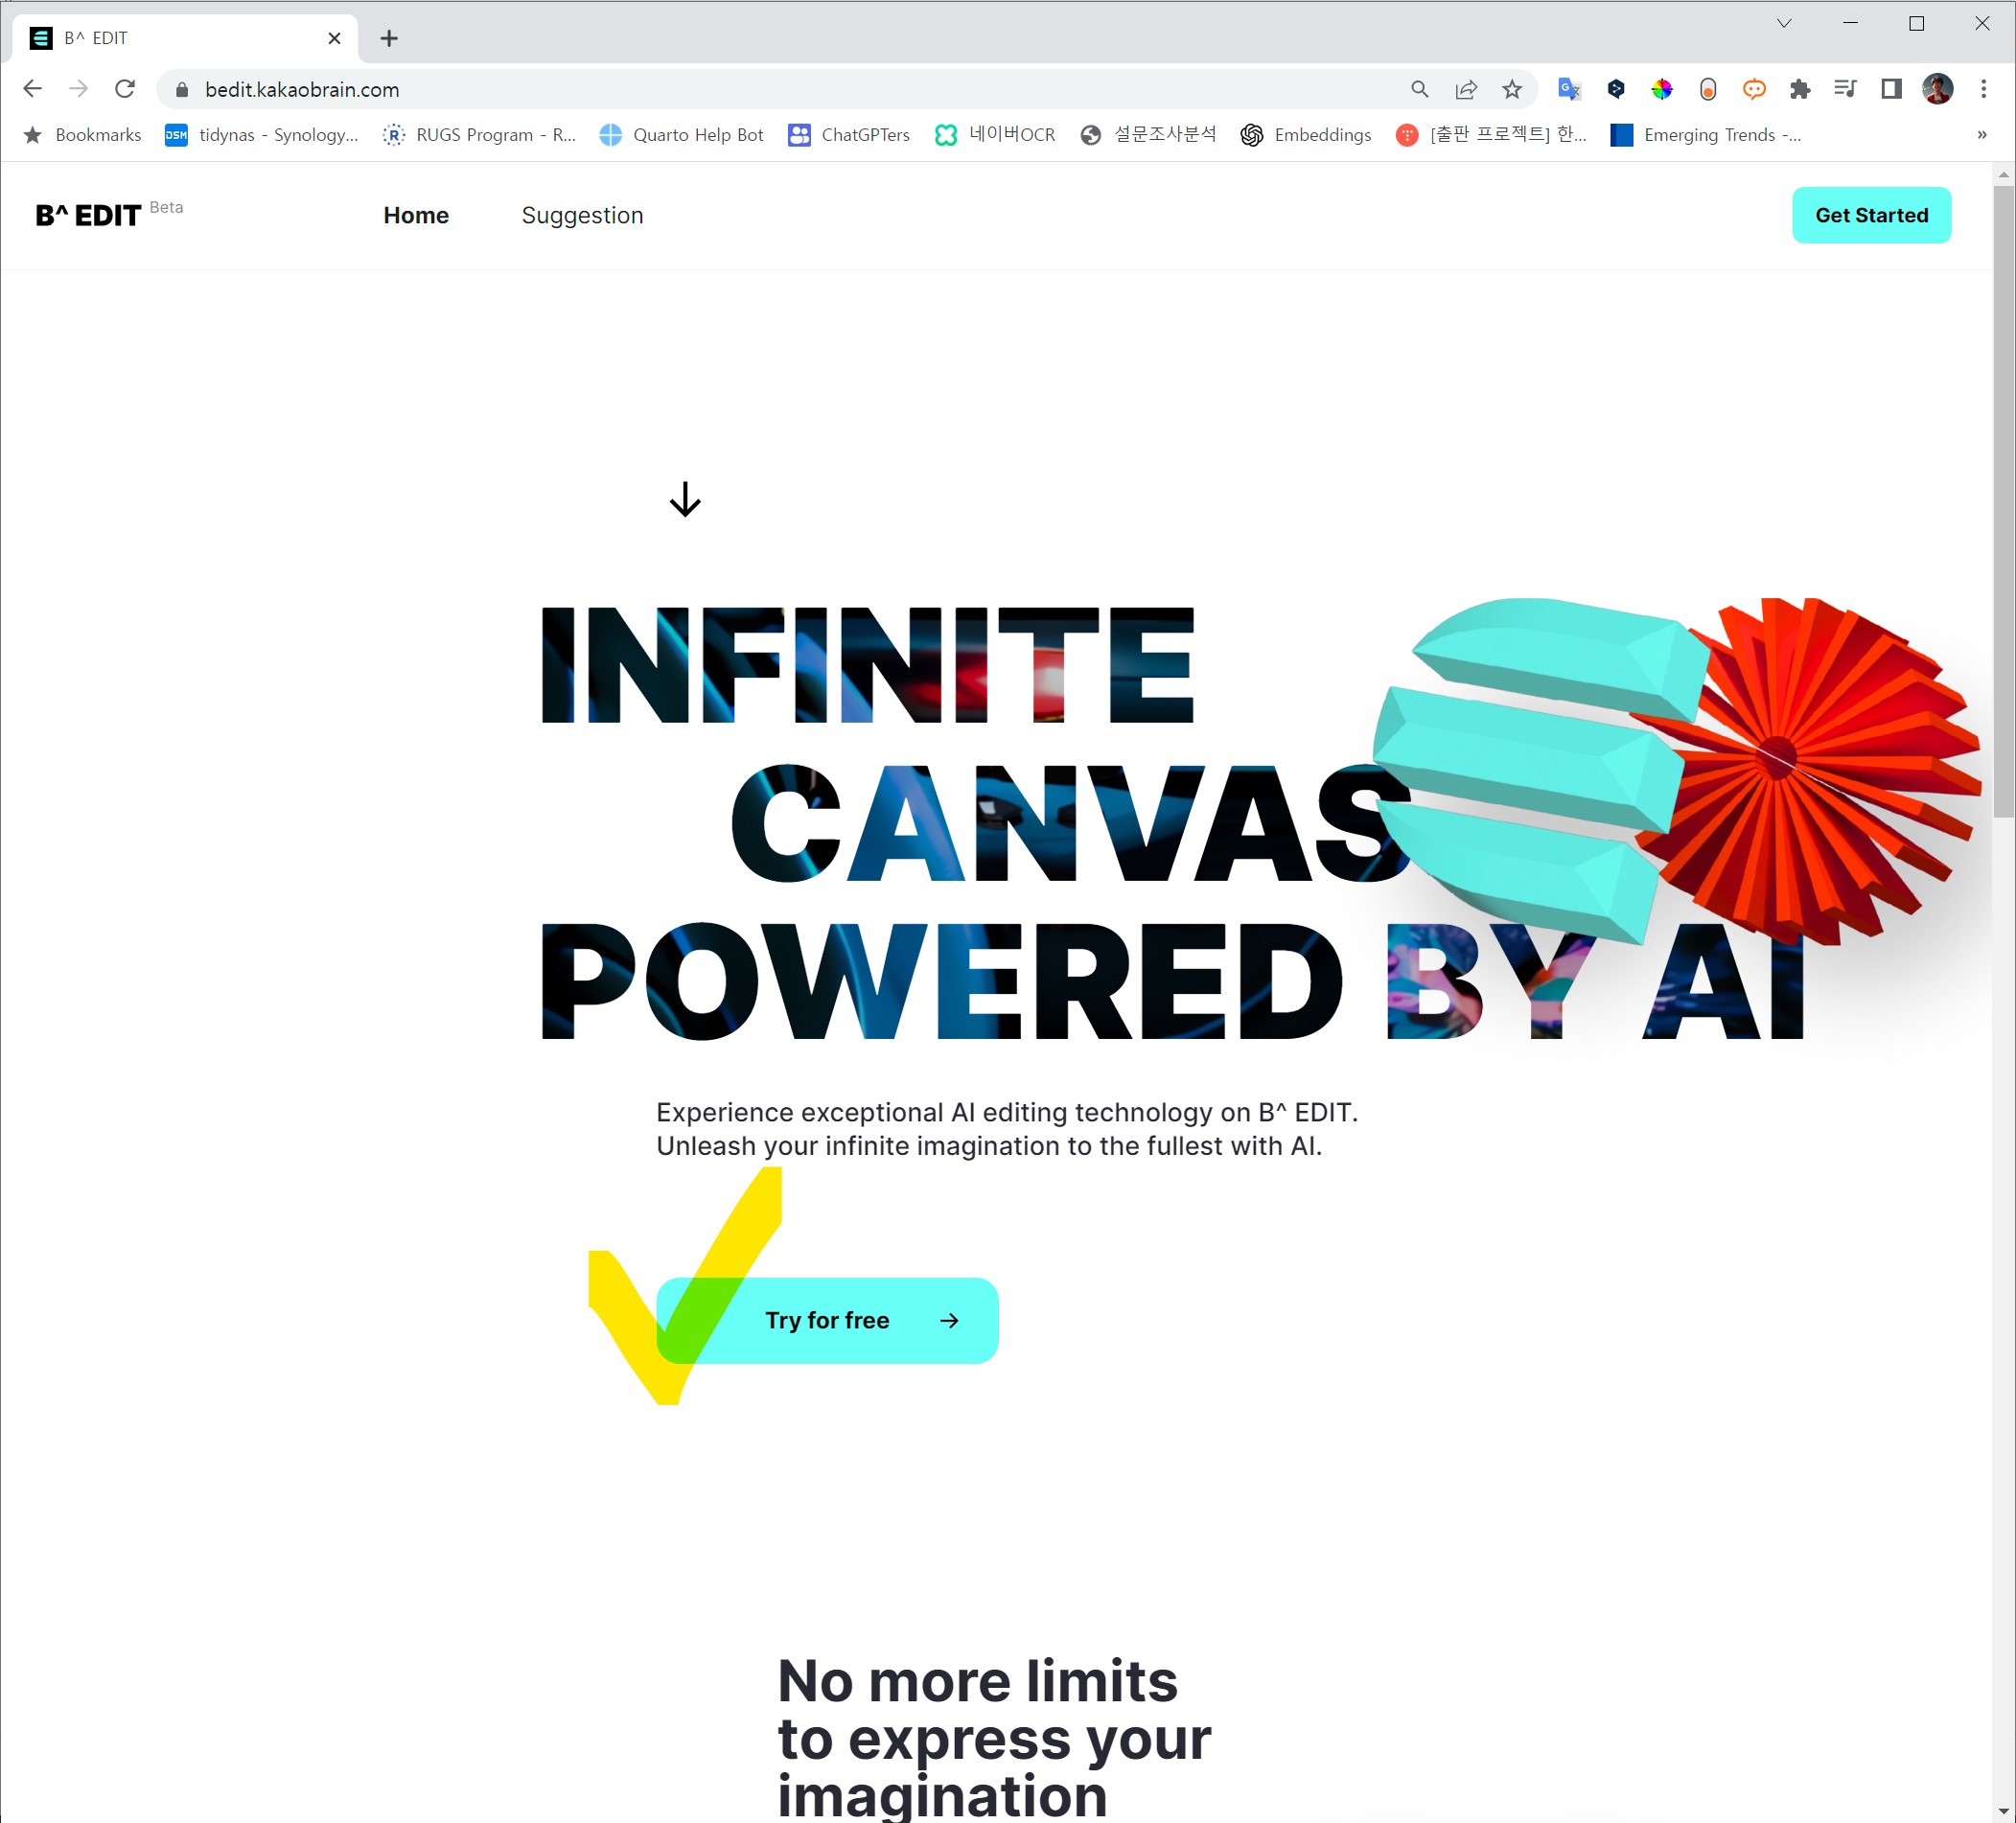 B^ EDIT
bedit.kakaobrain.com
Bookmarks
DSM
tidynas - Synology...
R
RUGS Program - R...
Quarto Help Bot
ChatGPTers
네이버OCR
설문조사분석
Embeddings
[출판 프로젝트] 한...
Emerging Trends -...
»
B^ EDIT Beta
Home
Suggestion
Get Started
INFINITE
CANVAS
POWERED BY AI
Experience exceptional AI editing technology on B^ EDIT.
Unleash your infinite imagination to the fullest with AI.
Try for free
No more limits
to express your
imagination